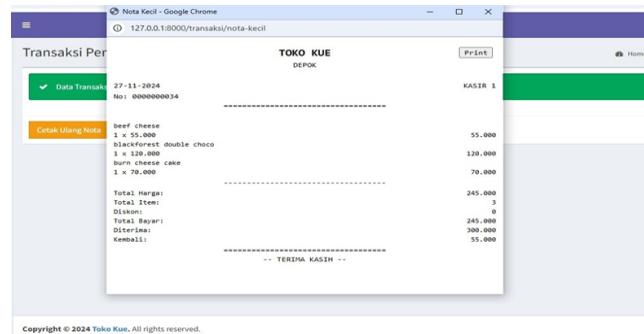 Nota Kecil - Google Chrome
127.0.0.1:8000/transaksi/nota-kecil
Transaksi Per
Home
TOKO KUE
Print
DEPOK
Data Transaks
27-11-2024 KASIR 1
No: 0000000034
===================================
Cetak Ulang Nota
beef cheese
1 x 55.000 55.000
blackforest double choco
1 x 120.000 120.000
burn cheese cake
1 x 70.000 70.000
-----------------------------------
Total Harga: 245.000
Total Item: 3
Diskon: 0
Total Bayar: 245.000
Diterima: 300.000
Kembali: 55.000
===================================
-- TERIMA KASIH --
Copyright © 2024 Toko Kue. All rights reserved.